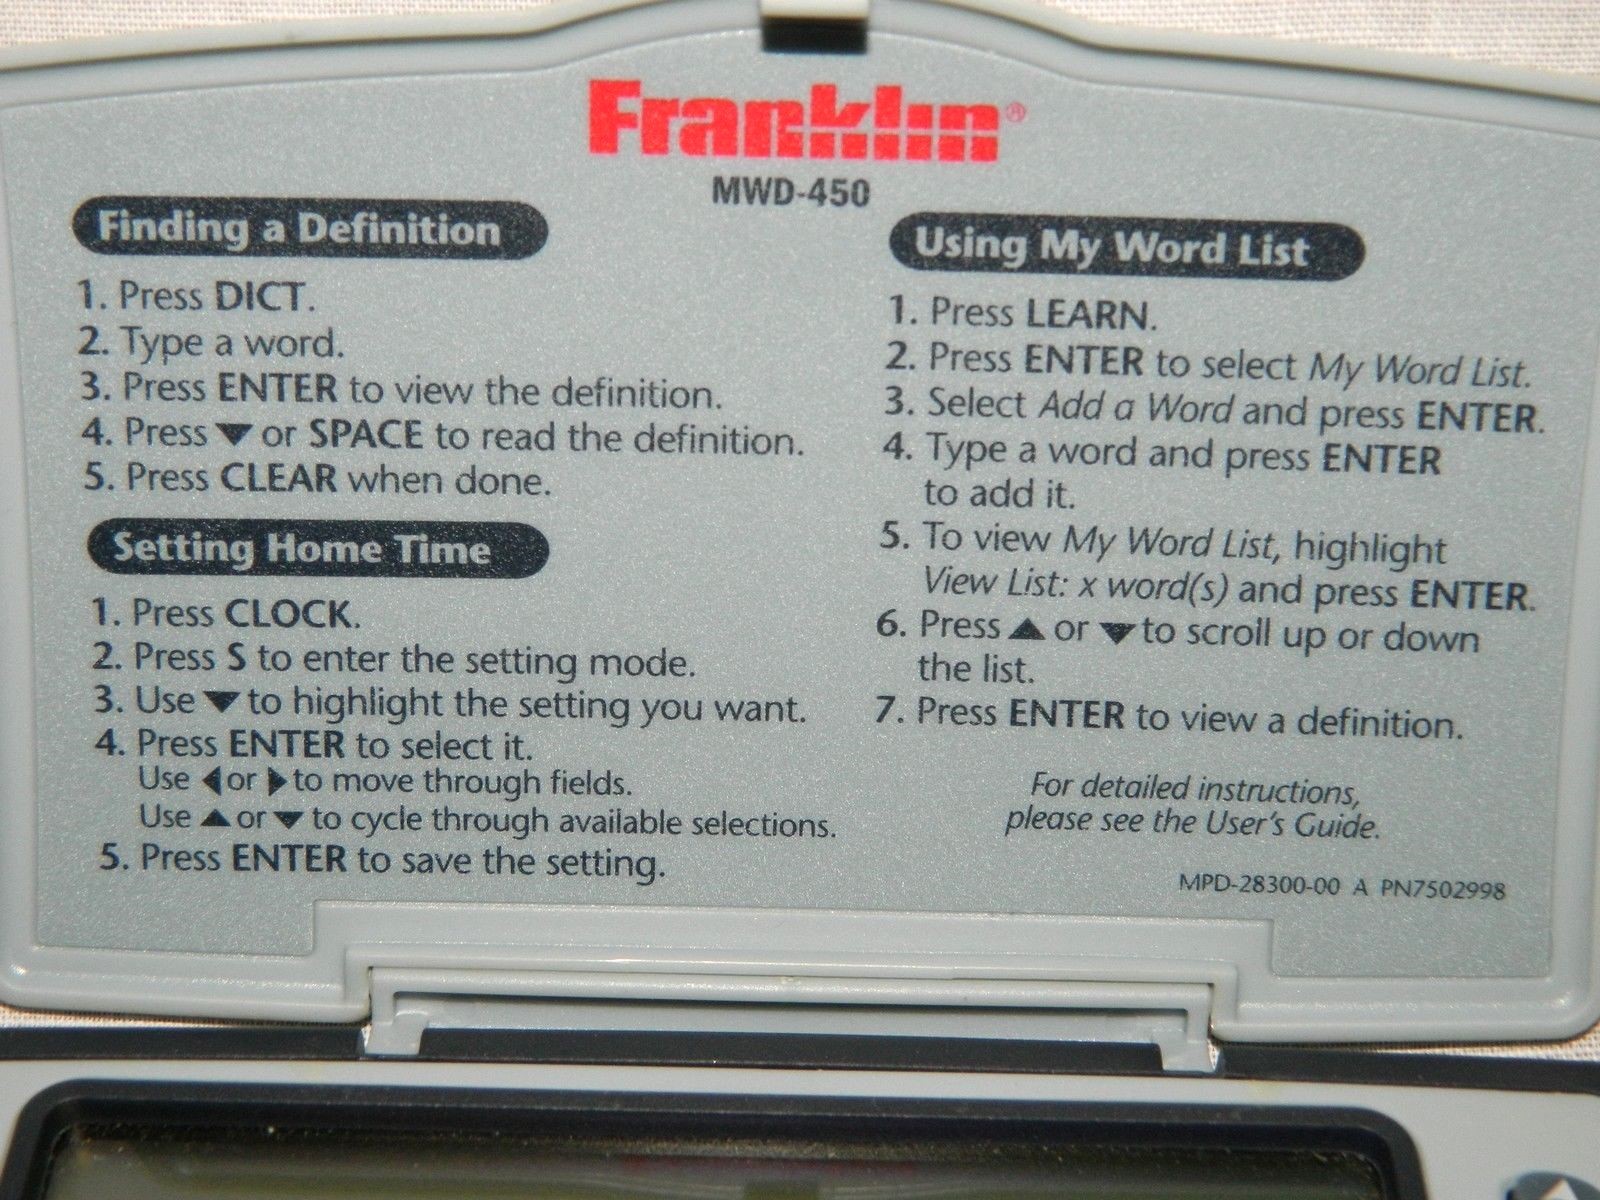 Franklin®
MWD-450
Finding a Definition
1. Press DICT.
2. Type a word.
3. Press ENTER to view the definition.
4. Press ▼ or SPACE to read the definition.
5. Press CLEAR when done.
Setting Home Time
1. Press CLOCK.
2. Press S to enter the setting mode.
3. Use ▼ to highlight the setting you want.
4. Press ENTER to select it.
Use ◀ or ▶ to move through fields.
Use ▲ or ▼ to cycle through available selections.
5. Press ENTER to save the setting.
Using My Word List
1. Press LEARN.
2. Press ENTER to select My Word List.
3. Select Add a Word and press ENTER.
4. Type a word and press ENTER
to add it.
5. To view My Word List, highlight
View List: x word(s) and press ENTER.
6. Press ▲ or ▼ to scroll up or down
the list.
7. Press ENTER to view a definition.
For detailed instructions,
please see the User's Guide.
MPD-28300-00 A PN7502998